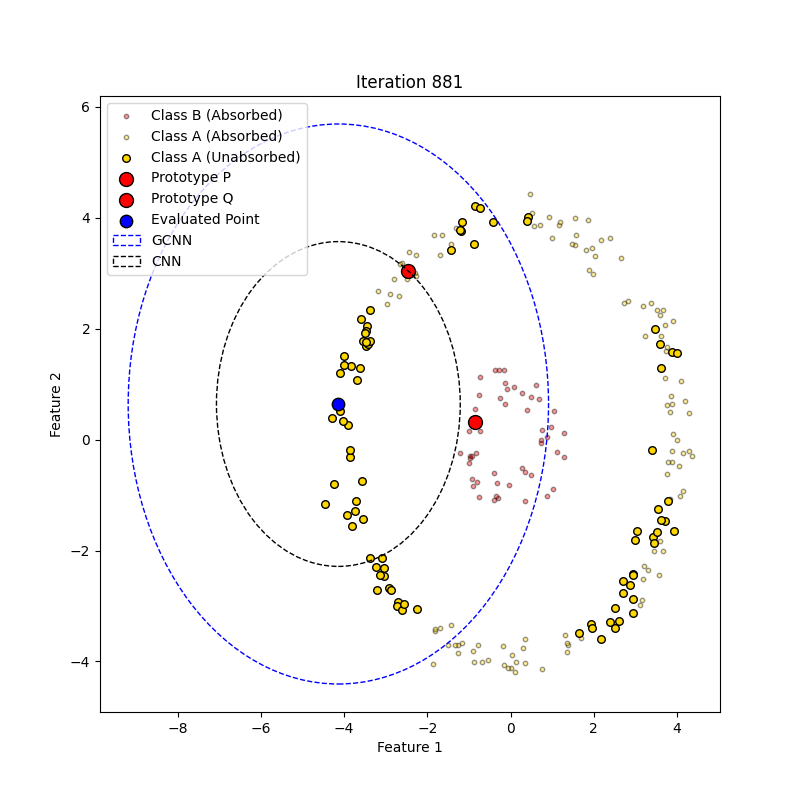 Iteration 881
Class B (Absorbed)
Class A (Absorbed)
Class A (Unabsorbed)
Prototype P
Prototype Q
Evaluated Point
GCNN
CNN
6
4
2
0
−2
−4
Feature 2
−8 −6 −4 −2 0 2 4
Feature 1